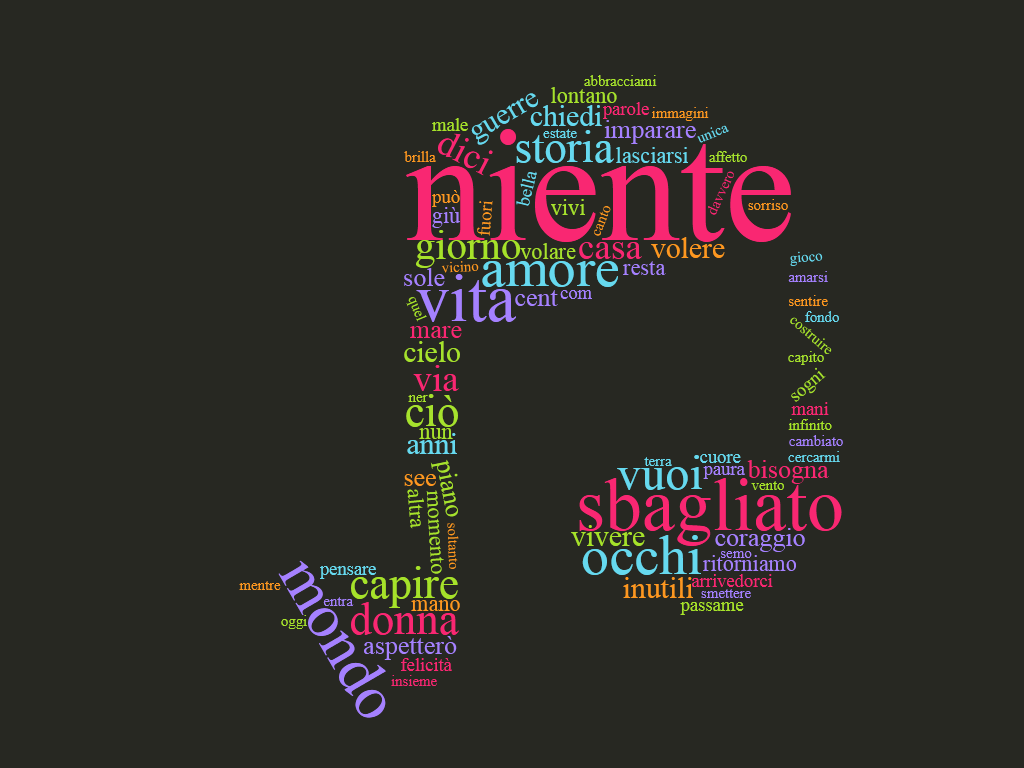 abbracciami
lontano
guerre
chiedi
parole
immagini
male
estate
imparare
unica
dici
storia
lasciarsi
affetto
brilla
niente
bella
davvero
può
giù
fuori
vivi
canto
sorriso
giorno
volare
casa
volere
gioco
vicino
amore
resta
sole
amarsi
vita
cent
com
sentire
quel
fondo
mare
costruire
cielo
capito
via
sogni
ner
ciò
mani
nun
infinito
anni
cambiato
terra
cuore
cercarmi
see
piano
vuoi
paura
bisogna
altra
momento
vento
sbagliato
soltanto
vivere
coraggio
occhi
semo
ritorniamo
pensare
mentre
capire
inutili
arrivedorci
smettere
mondo
entra
mano
passame
oggi
donna
aspetterò
felicità
insieme